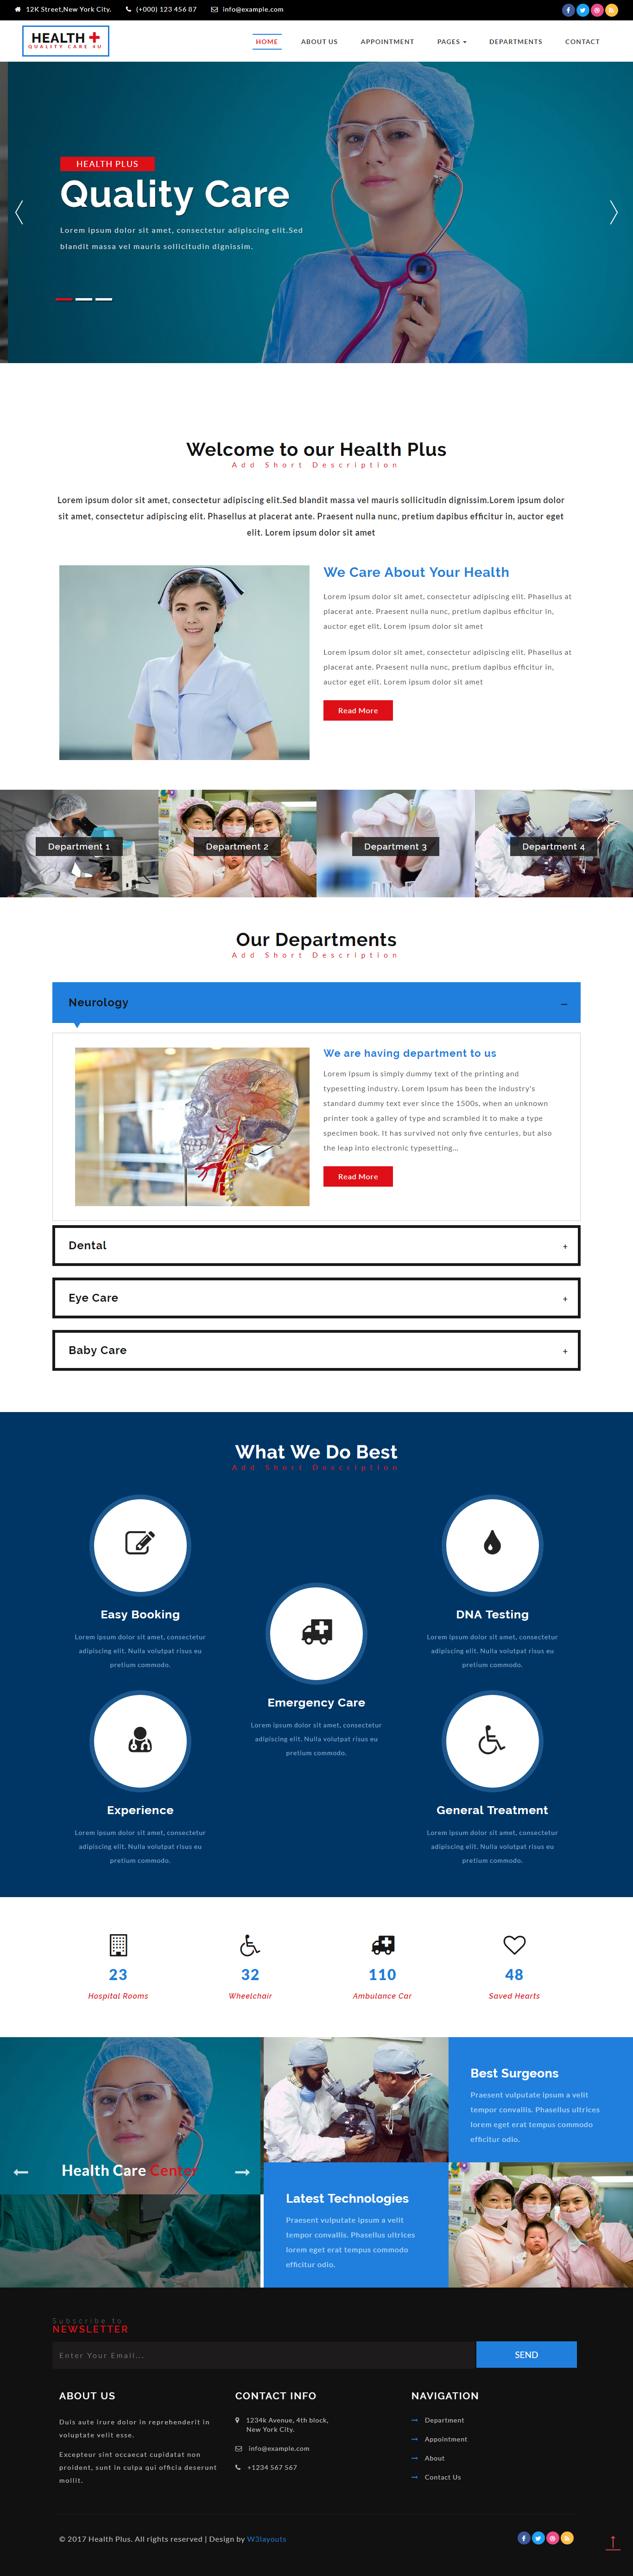 12K Street,New York City. (+000) 123 456 87 info@example.com
HEALTH
QUALITY CARE 4U
HOME ABOUT US APPOINTMENT PAGES DEPARTMENTS CONTACT
HEALTH PLUS
Quality Care
Lorem ipsum dolor sit amet, consectetur adipiscing elit.Sed
blandit massa vel mauris sollicitudin dignissim.
Welcome to our Health Plus
Add Short Description
Lorem ipsum dolor sit amet, consectetur adipiscing elit.Sed blandit massa vel mauris sollicitudin dignissim.Lorem ipsum dolor
sit amet, consectetur adipiscing elit. Phasellus at placerat ante. Praesent nulla nunc, pretium dapibus efficitur in, auctor eget
elit. Lorem ipsum dolor sit amet
We Care About Your Health
Lorem ipsum dolor sit amet, consectetur adipiscing elit. Phasellus at
placerat ante. Praesent nulla nunc, pretium dapibus efficitur in,
auctor eget elit. Lorem ipsum dolor sit amet
Lorem ipsum dolor sit amet, consectetur adipiscing elit. Phasellus at
placerat ante. Praesent nulla nunc, pretium dapibus efficitur in,
auctor eget elit. Lorem ipsum dolor sit amet
Read More
Department 1
Department 2
Department 3
Department 4
Our Departments
Add Short Description
Neurology
We are having department to us
Lorem Ipsum is simply dummy text of the printing and
typesetting industry. Lorem Ipsum has been the industry's
standard dummy text ever since the 1500s, when an unknown
printer took a galley of type and scrambled it to make a type
specimen book. It has survived not only five centuries, but also
the leap into electronic typesetting...
Read More
Dental +
Eye Care +
Baby Care +
What We Do Best
Add Short Description
Easy Booking
Lorem ipsum dolor sit amet, consectetur
adipiscing elit. Nulla volutpat risus eu
pretium commodo.
Experience
Lorem ipsum dolor sit amet, consectetur
adipiscing elit. Nulla volutpat risus eu
pretium commodo.
Emergency Care
Lorem ipsum dolor sit amet, consectetur
adipiscing elit. Nulla volutpat risus eu
pretium commodo.
DNA Testing
Lorem ipsum dolor sit amet, consectetur
adipiscing elit. Nulla volutpat risus eu
pretium commodo.
General Treatment
Lorem ipsum dolor sit amet, consectetur
adipiscing elit. Nulla volutpat risus eu
pretium commodo.
23
Hospital Rooms
32
Wheelchair
110
Ambulance Car
48
Saved Hearts
Health Care Center
Best Surgeons
Praesent vulputate ipsum a velit
tempor convallis. Phasellus ultrices
lorem eget erat tempus commodo
efficitur odio.
Latest Technologies
Praesent vulputate ipsum a velit
tempor convallis. Phasellus ultrices
lorem eget erat tempus commodo
efficitur odio.
Subscribe to
NEWSLETTER
Enter Your Email...
SEND
ABOUT US
Duis aute irure dolor in reprehenderit in
voluptate velit esse.
Excepteur sint occaecat cupidatat non
proident, sunt in culpa qui officia deserunt
mollit.
CONTACT INFO
1234k Avenue, 4th block,
New York City.
info@example.com
+1234 567 567
NAVIGATION
Department
Appointment
About
Contact Us
© 2017 Health Plus. All rights reserved | Design by W3layouts